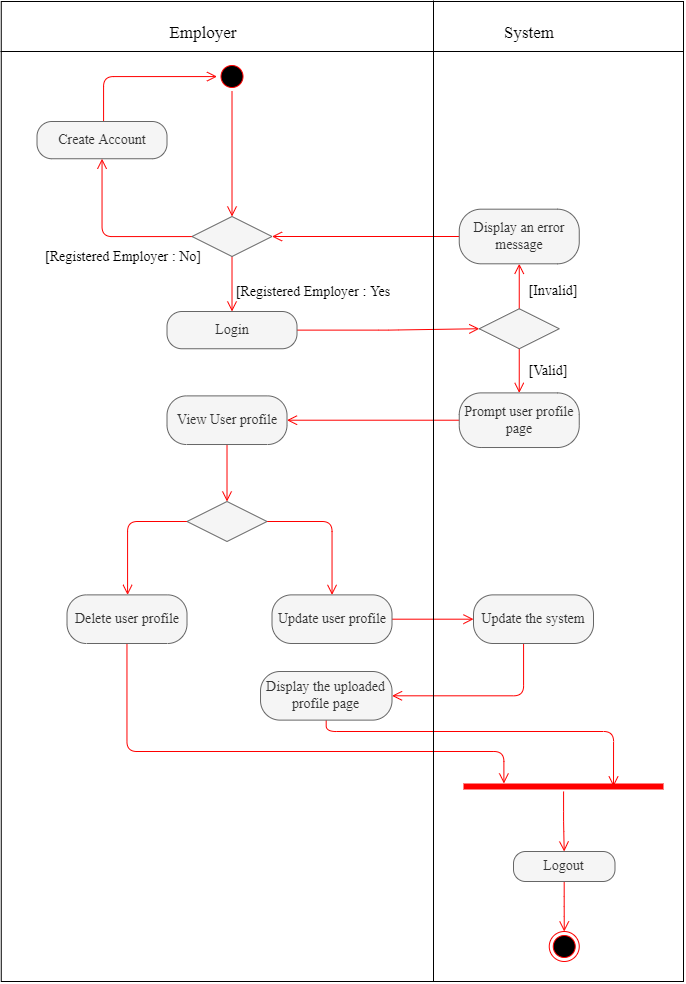 Employer
System
Create Account
Display an error
message
[Registered Employer : No]
[Registered Employer : Yes
[Invalid]
Login
[Valid]
View User profile
Prompt user profile
page
Delete user profile
Update user profile
Update the system
Display the uploaded
profile page
Logout